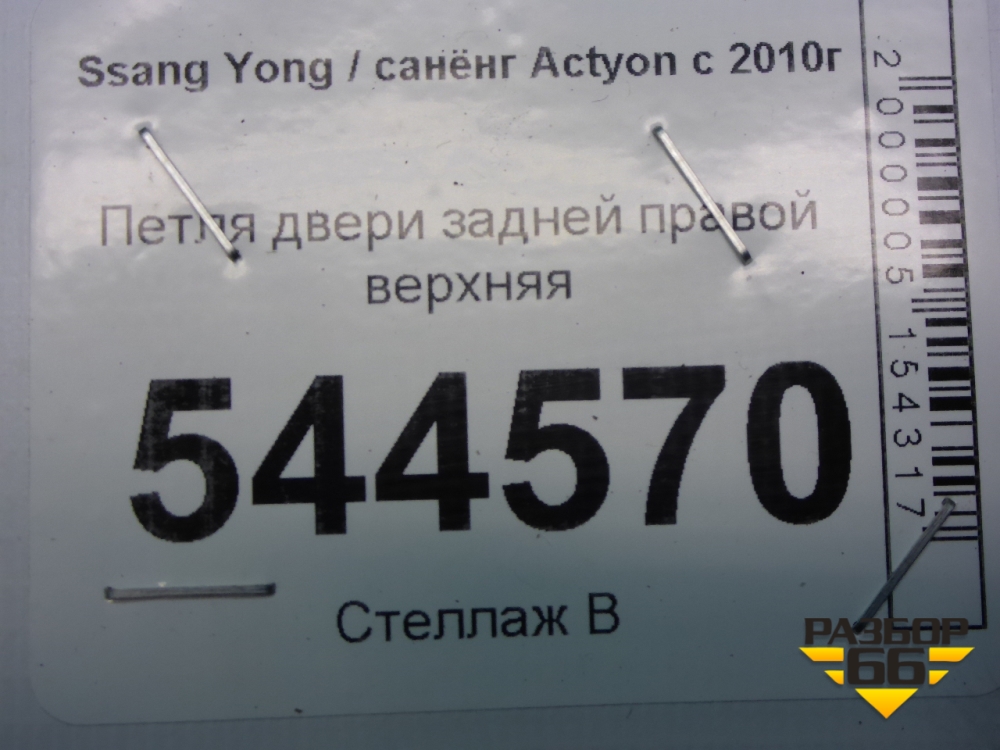 Ssang Yong / санёнг Actyon с 2010г
Петля двери задней правой
верхняя
544570
Стеллаж В
2000005154317
РАЗБОР
66